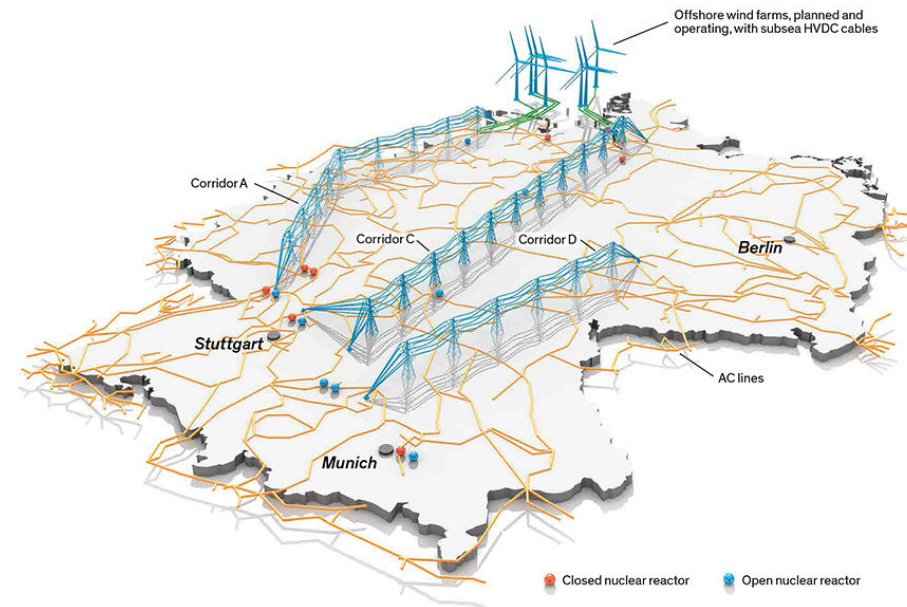 Offshore wind farms, planned and
operating, with subsea HVDC cables
Corridor A
Corridor C
Corridor D
Berlin
Stuttgart
AC lines
Munich
Closed nuclear reactor
Open nuclear reactor